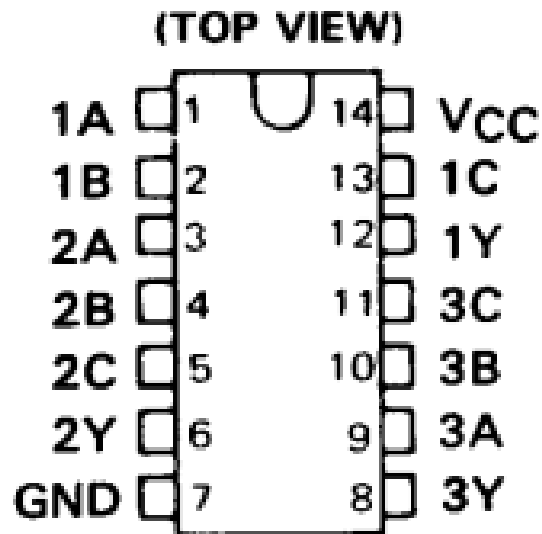 (TOP VIEW)
1A 1 14 VCC
1B 2 13 1C
2A 3 12 1Y
2B 4 11 3C
2C 5 10 3B
2Y 6 9 3A
GND 7 8 3Y